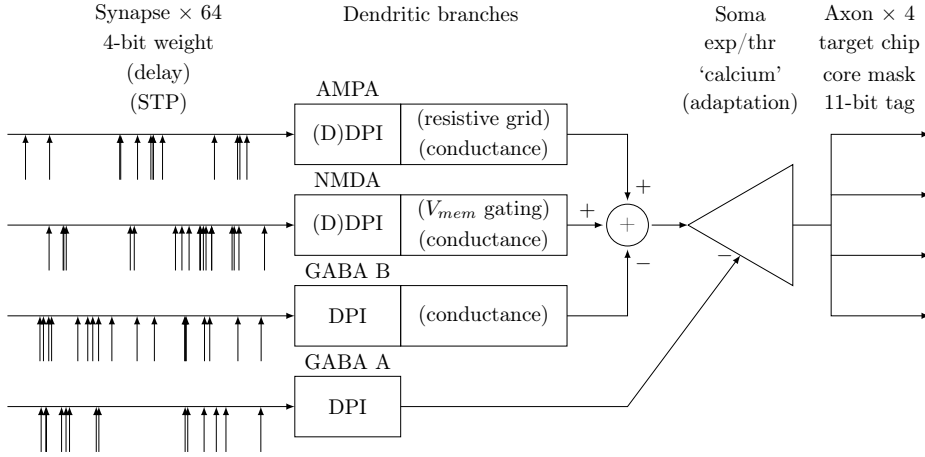 Synapse × 64
4-bit weight
(delay)
(STP)
Dendritic branches
Soma
exp/thr
‘calcium’
(adaptation)
Axon × 4
target chip
core mask
11-bit tag
AMPA
(D)DPI
(resistive grid)
(conductance)
NMDA
(D)DPI
(V_mem gating)
(conductance)
GABA B
DPI
(conductance)
GABA A
DPI
+
+
+
−
−